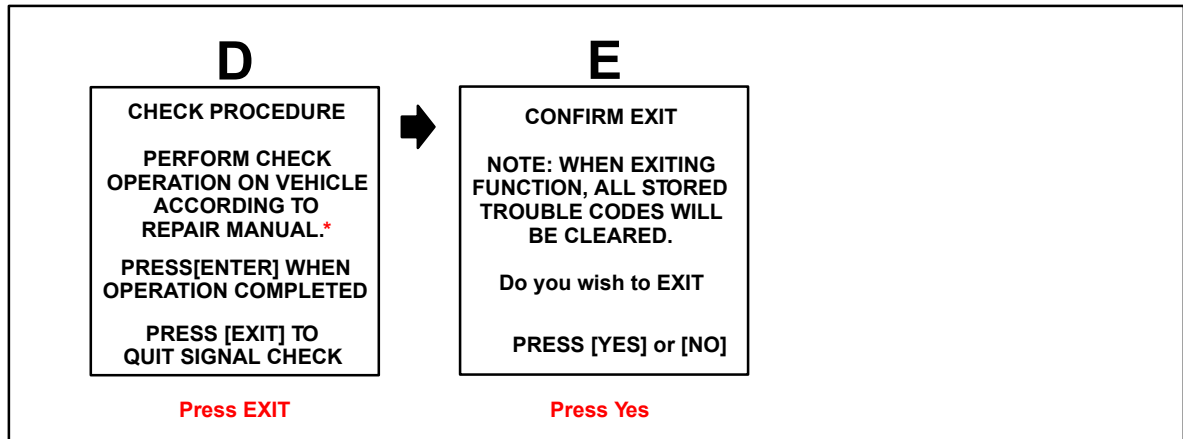 D
CHECK PROCEDURE
PERFORM CHECK
OPERATION ON VEHICLE
ACCORDING TO
REPAIR MANUAL.*
PRESS[ENTER] WHEN
OPERATION COMPLETED
PRESS [EXIT] TO
QUIT SIGNAL CHECK
Press EXIT
E
CONFIRM EXIT
NOTE: WHEN EXITING
FUNCTION, ALL STORED
TROUBLE CODES WILL
BE CLEARED.
Do you wish to EXIT
PRESS [YES] or [NO]
Press Yes